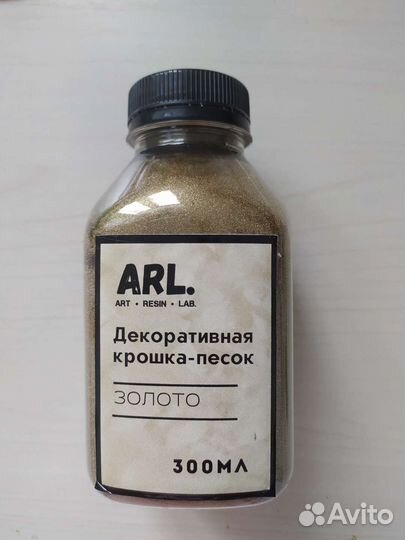 ARL.
ART • RESIN • LAB.
Декоративная
крошка-песок
ЗОЛОТО
300МЛ
Avito